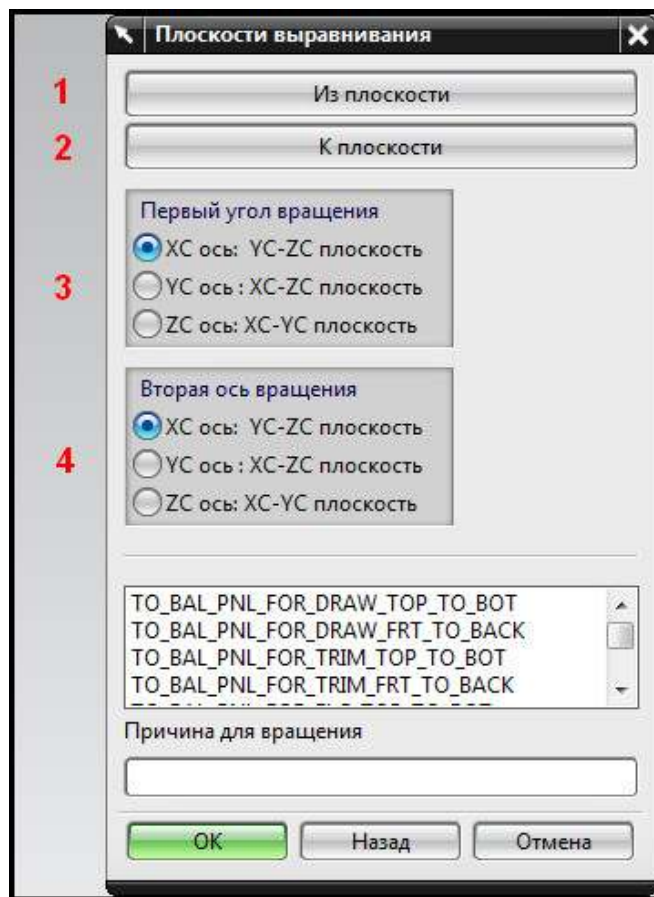 Плоскости выравнивания
1
Из плоскости
2
К плоскости
Первый угол вращения
XC ось: YC-ZC плоскость
3
YC ось : XC-ZC плоскость
ZC ось: XC-YC плоскость
Вторая ось вращения
XC ось: YC-ZC плоскость
4
YC ось : XC-ZC плоскость
ZC ось: XC-YC плоскость
TO_BAL_PNL_FOR_DRAW_TOP_TO_BOT
TO_BAL_PNL_FOR_DRAW_FRT_TO_BACK
TO_BAL_PNL_FOR_TRIM_TOP_TO_BOT
TO_BAL_PNL_FOR_TRIM_FRT_TO_BACK
Причина для вращения
OK
Назад
Отмена